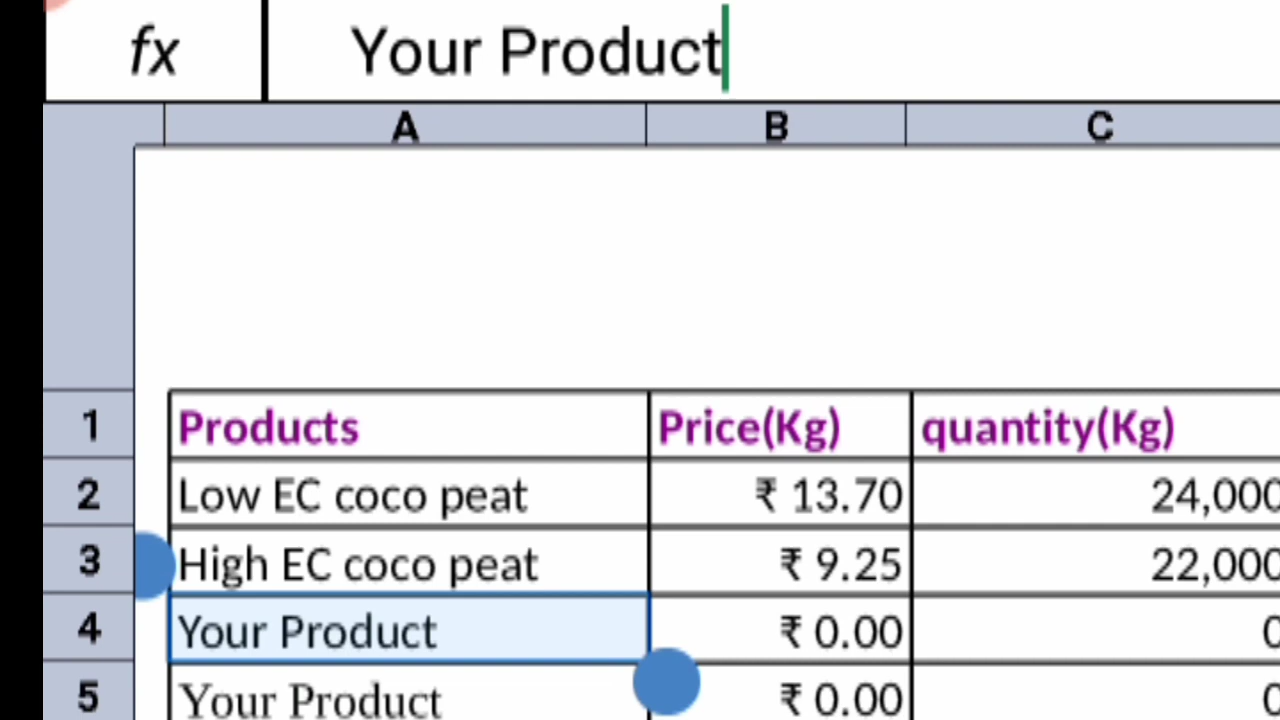 fx Your Product
A B C
1 Products Price(Kg) quantity(Kg)
2 Low EC coco peat ₹ 13.70 24,000
3 High EC coco peat ₹ 9.25 22,000
4 Your Product ₹ 0.00 0
5 Your Product ₹ 0.00 0